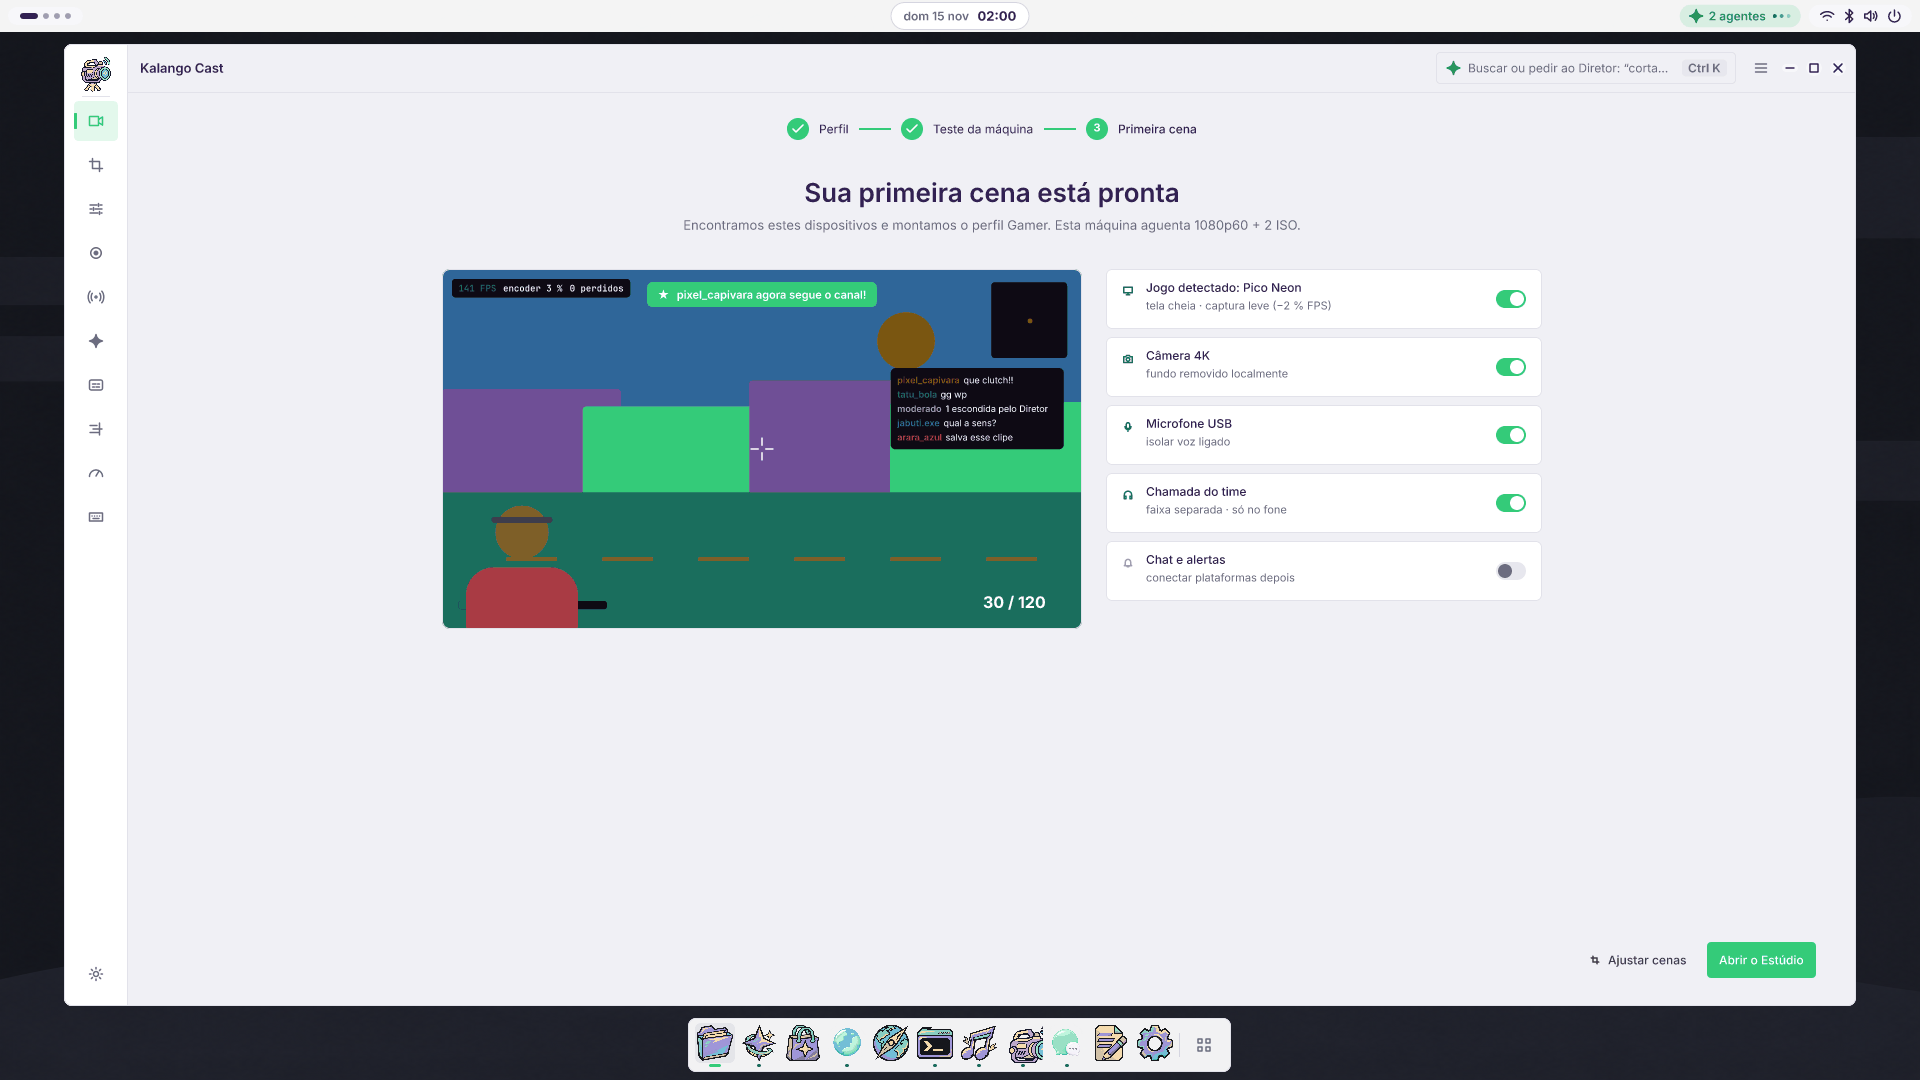 dom 15 nov 02:00
2 agentes
Kalango Cast
Buscar ou pedir ao Diretor: “corta... Ctrl K
Perfil
Teste da máquina
3 Primeira cena
Sua primeira cena está pronta
Encontramos estes dispositivos e montamos o perfil Gamer. Esta máquina aguenta 1080p60 + 2 ISO.
141 FPS encoder 3 % 0 perdidos
★ pixel_capivara agora segue o canal!
pixel_capivara que clutch!!
tatu_bola gg wp
moderado 1 escondida pelo Diretor
jabuti.exe qual a sens?
arara_azul salva esse clipe
30 / 120
Jogo detectado: Pico Neon
tela cheia · captura leve (−2 % FPS)
Câmera 4K
fundo removido localmente
Microfone USB
isolar voz ligado
Chamada do time
faixa separada · só no fone
Chat e alertas
conectar plataformas depois
Ajustar cenas
Abrir o Estúdio